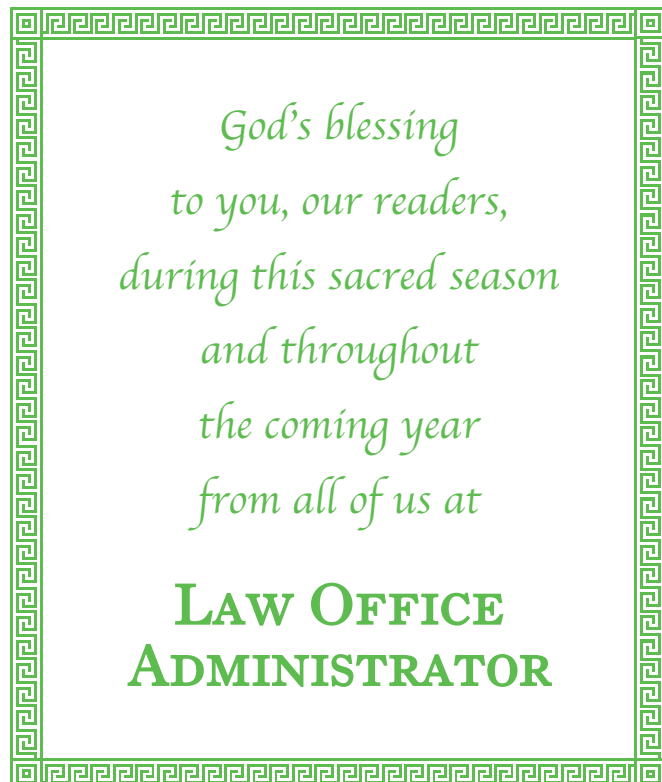 God's blessing
to you, our readers,
during this sacred season
and throughout
the coming year
from all of us at
LAW OFFICE
ADMINISTRATOR